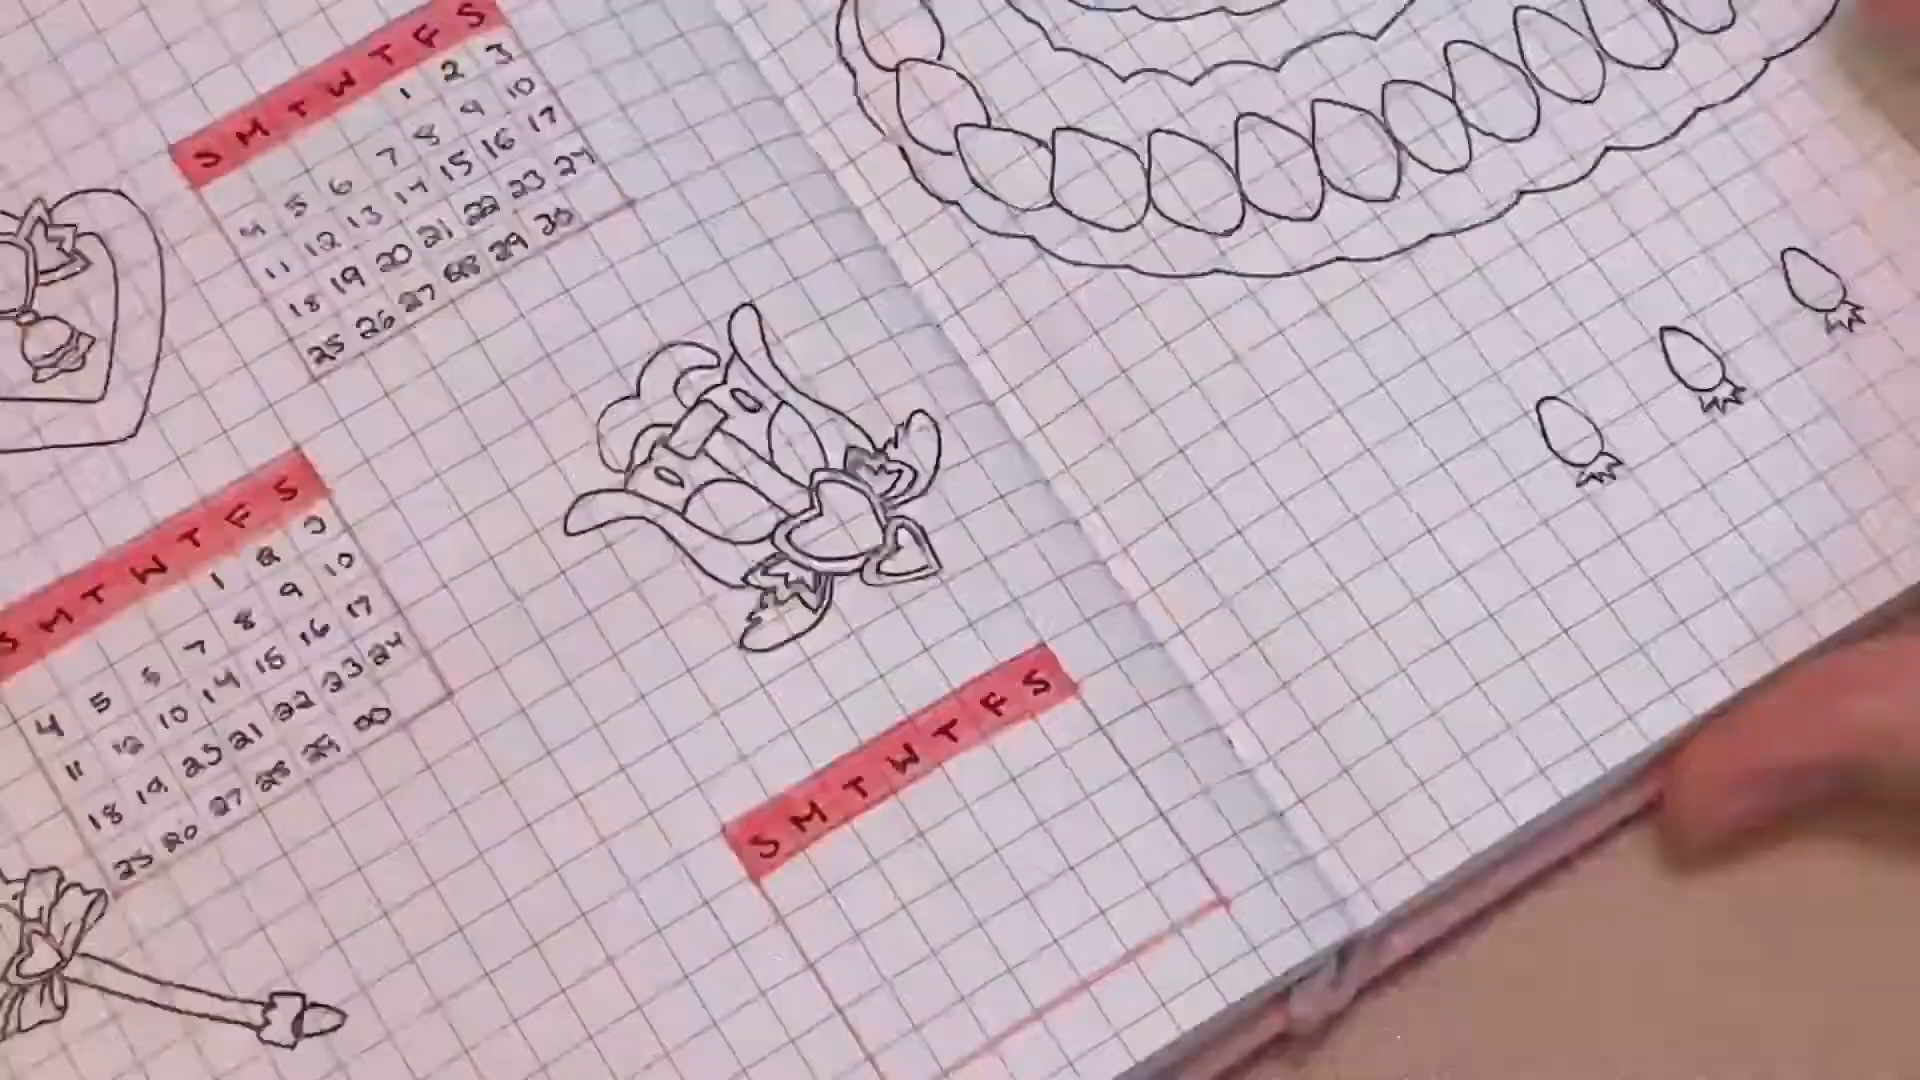 S M T W T F S
1 2 3
4 5 6 7 8 9 10
11 12 13 14 15 16 17
18 19 20 21 22 23 24
25 26 27 28 29 30
S M T W T F S
1 2 3
4 5 6 7 8 9 10
11 12 10 14 15 16 17
18 19 20 21 22 23 24
25 26 27 28 29 30
S M T W T F S